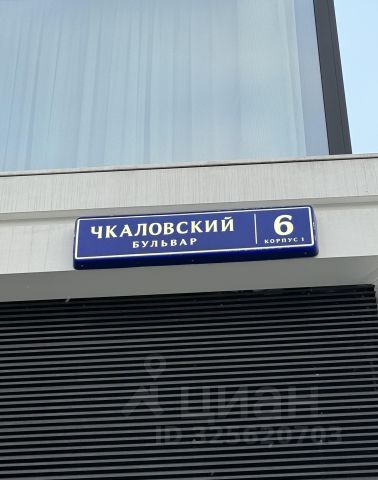 ЧКАЛОВСКИЙ
БУЛЬВАР
6
КОРПУС 1
циан
ID 325620703